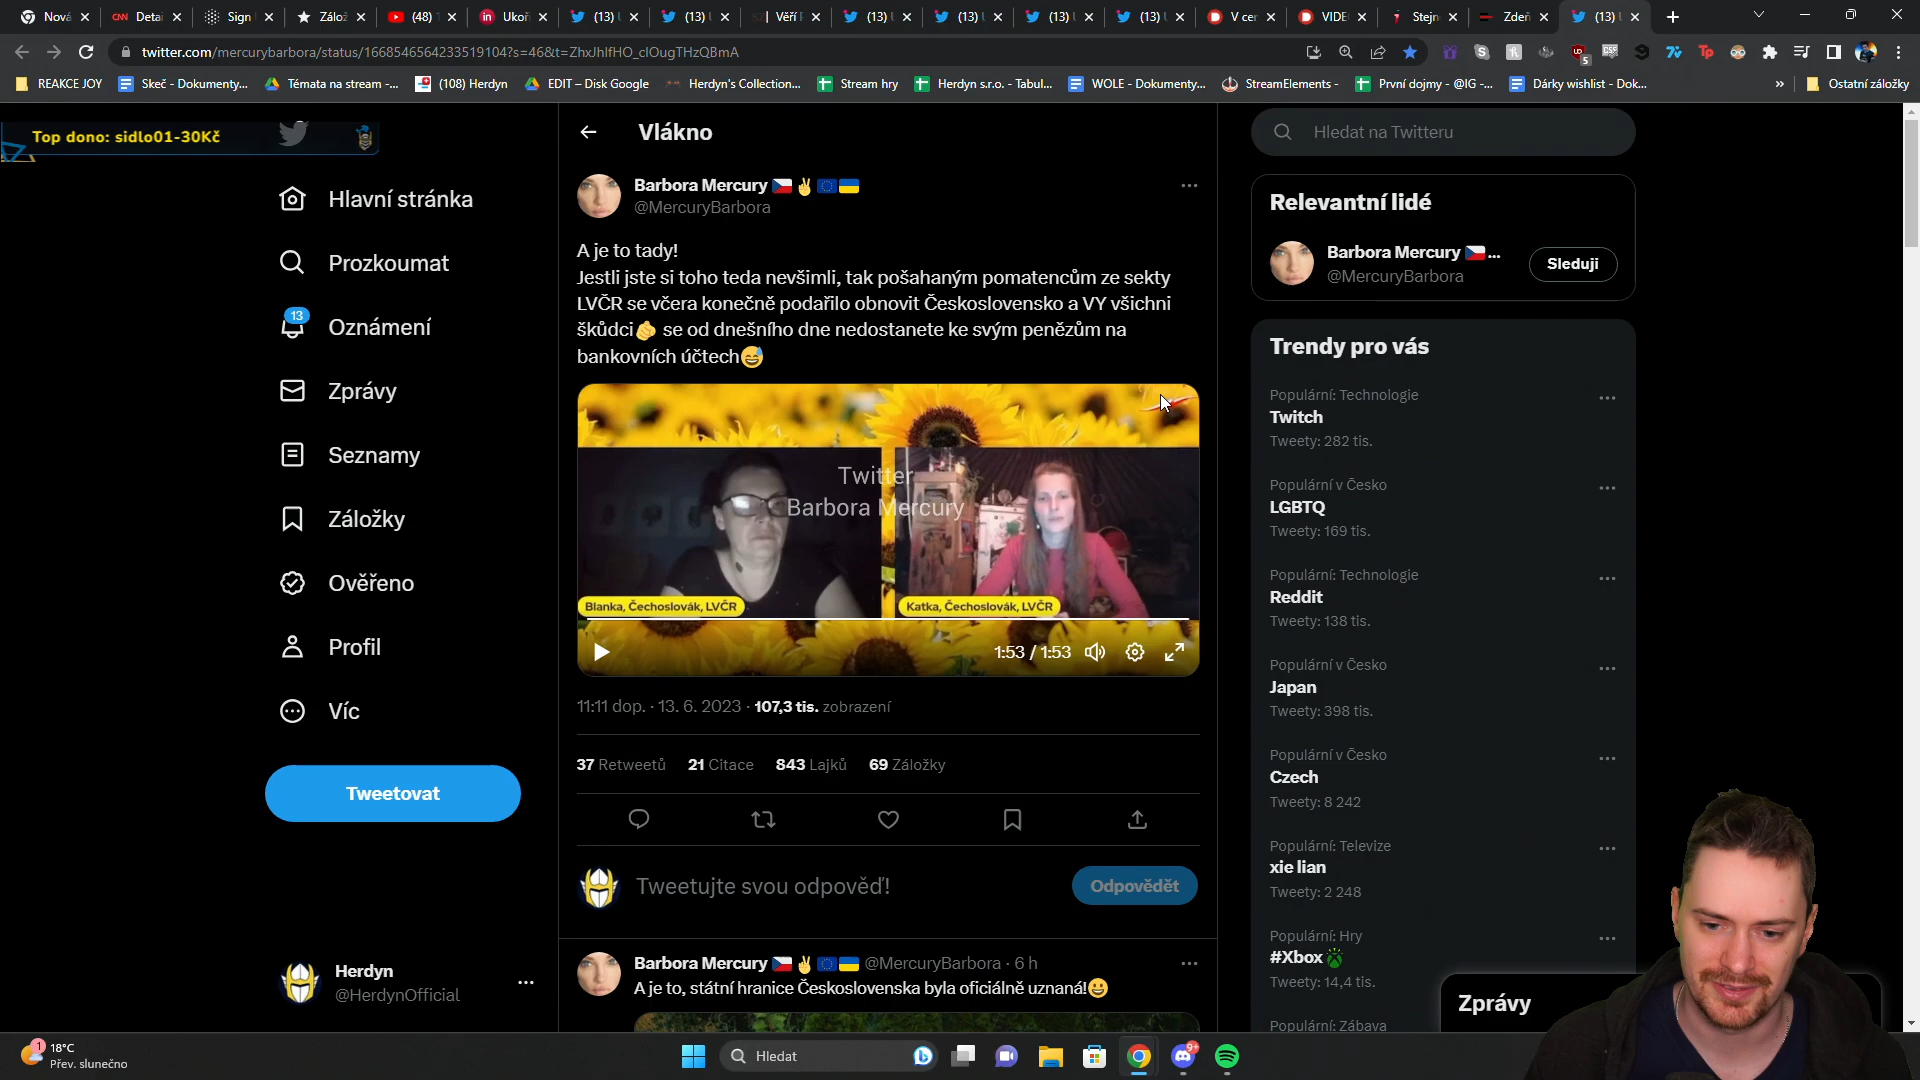 Nová
Detai
Sign
Založ
(48)
Ukoň
(13)
(13)
Věří
(13)
(13)
(13)
(13)
V cer
VIDE
Stejn
Zdeň
(13)
twitter.com/mercurybarbora/status/1668546564233519104?s=46&t=ZhxJhlfHO_clOugTHzQBmA
REAKCE JOY
Skeč - Dokumenty...
Témata na stream -...
(108) Herdyn
EDIT – Disk Google
Herdyn's Collection...
Stream hry
Herdyn s.r.o. - Tabul...
WOLE - Dokumenty...
StreamElements -
První dojmy - @IG -...
Dárky wishlist - Dok...
»
Ostatní záložky
Top dono: sidlo01-30Kč
Hlavní stránka
Prozkoumat
13
Oznámení
Zprávy
Seznamy
Záložky
Ověřeno
Profil
Víc
Tweetovat
Herdyn
@HerdynOfficial
Vlákno
Barbora Mercury
@MercuryBarbora
A je to tady!
Jestli jste si toho teda nevšimli, tak pošahaným pomatencům ze sekty
LVČR se včera konečně podařilo obnovit Československo a VY všichni
škůdci🫵 se od dnešního dne nedostanete ke svým penězům na
bankovních účtech😅
Twitter
Barbora Mercury
Blanka, Čechoslovák, LVČR
Katka, Čechoslovák, LVČR
1:53 / 1:53
11:11 dop. · 13. 6. 2023 · 107,3 tis. zobrazení
37 Retweetů 21 Citace 843 Lajků 69 Záložky
Tweetujte svou odpověď!
Odpovědět
Barbora Mercury 🇨🇿✌🇪🇺🇺🇦 @MercuryBarbora · 6 h
A je to, státní hranice Československa byla oficiálně uznaná!😀
Hledat na Twitteru
Relevantní lidé
Barbora Mercury 🇨🇿...
@MercuryBarbora
Sleduji
Trendy pro vás
Populární: Technologie
Twitch
Tweety: 282 tis.
Populární v Česko
LGBTQ
Tweety: 169 tis.
Populární: Technologie
Reddit
Tweety: 138 tis.
Populární v Česko
Japan
Tweety: 398 tis.
Populární v Česko
Czech
Tweety: 8 242
Populární: Televize
xie lian
Tweety: 2 248
Populární: Hry
#Xbox
Tweety: 14,4 tis.
Populární: Zábava
Zprávy
18°C
Přev. slunečno
Hledat
9+